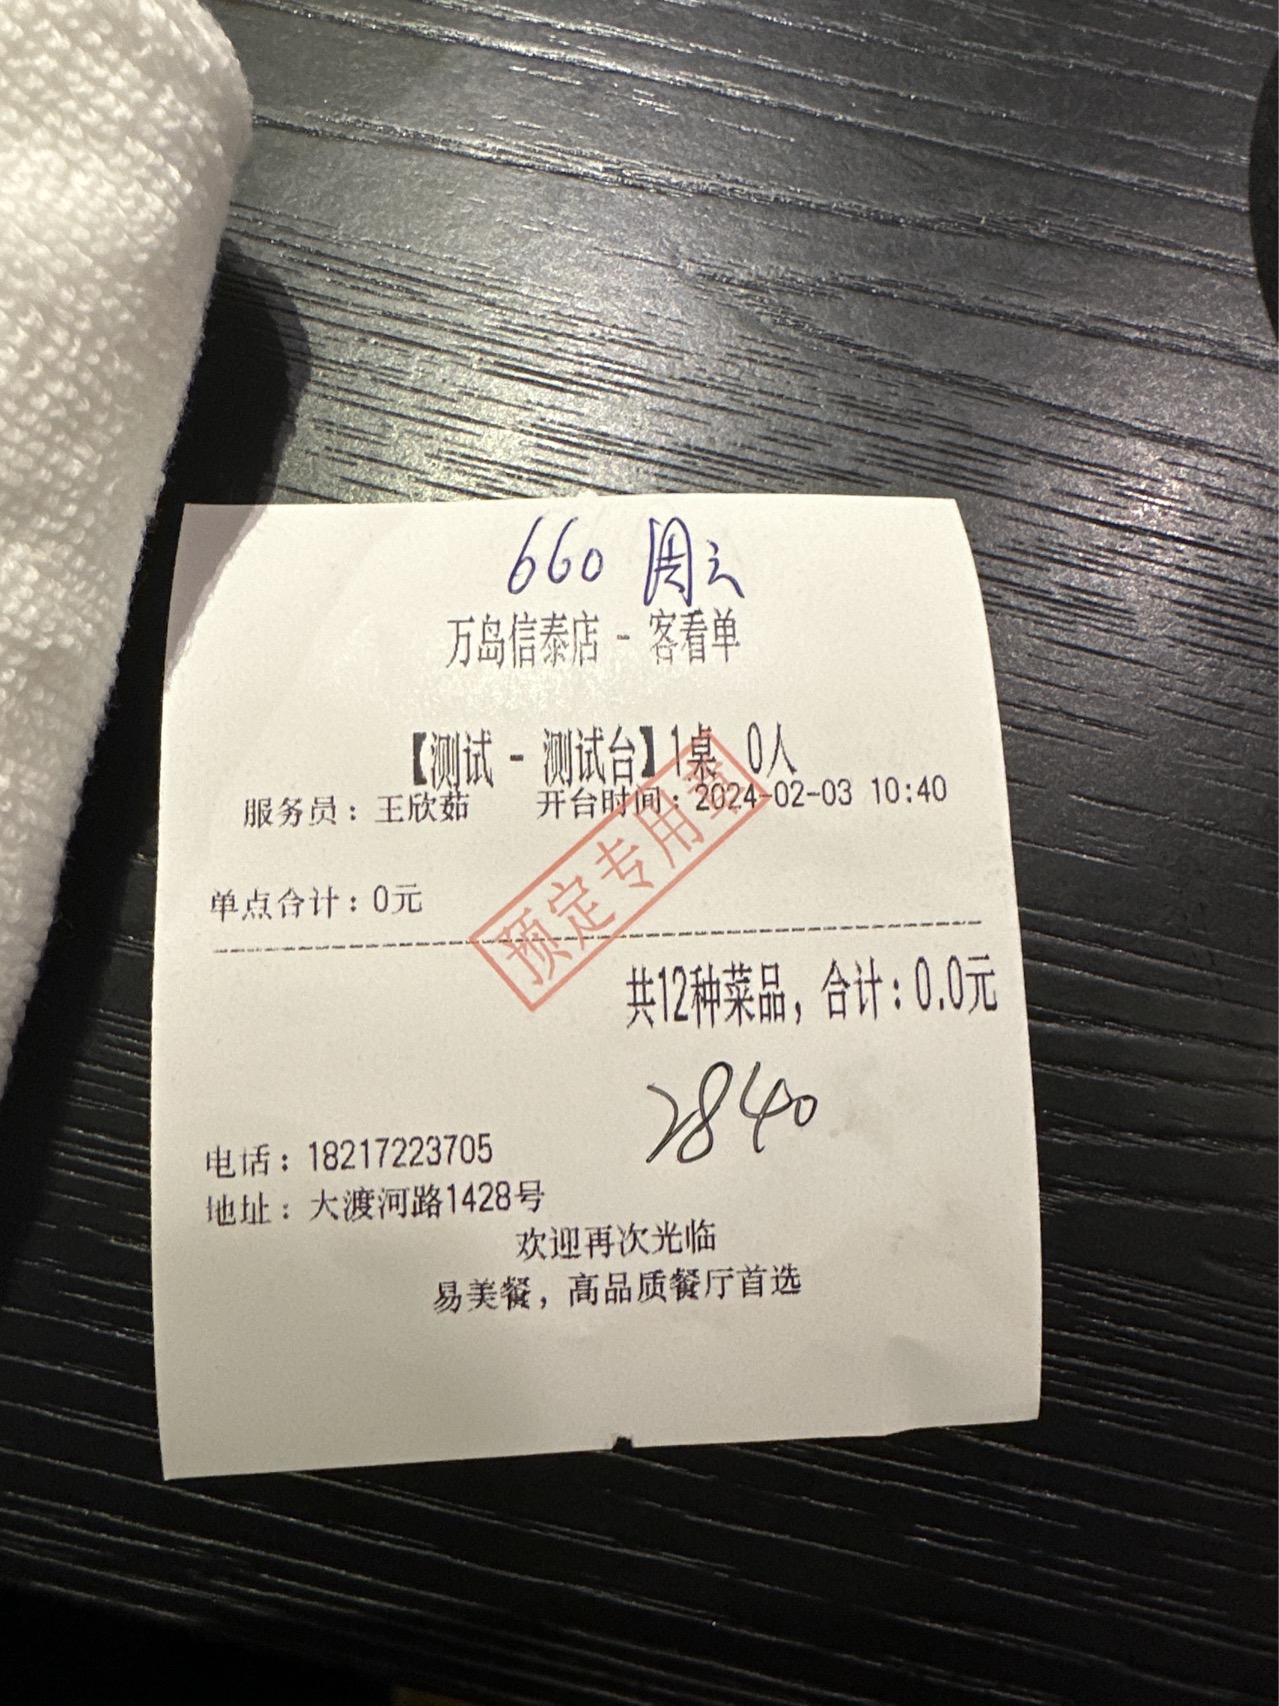 660 周云
万岛信泰店 - 客看单
【测试 - 测试台】1桌 0人
服务员：王欣茹 开台时间：2024-02-03 10:40
单点合计：0元
预定专用章
共12种菜品，合计：0.0元
2840
电话：18217223705
地址：大渡河路1428号
欢迎再次光临
易美餐，高品质餐厅首选